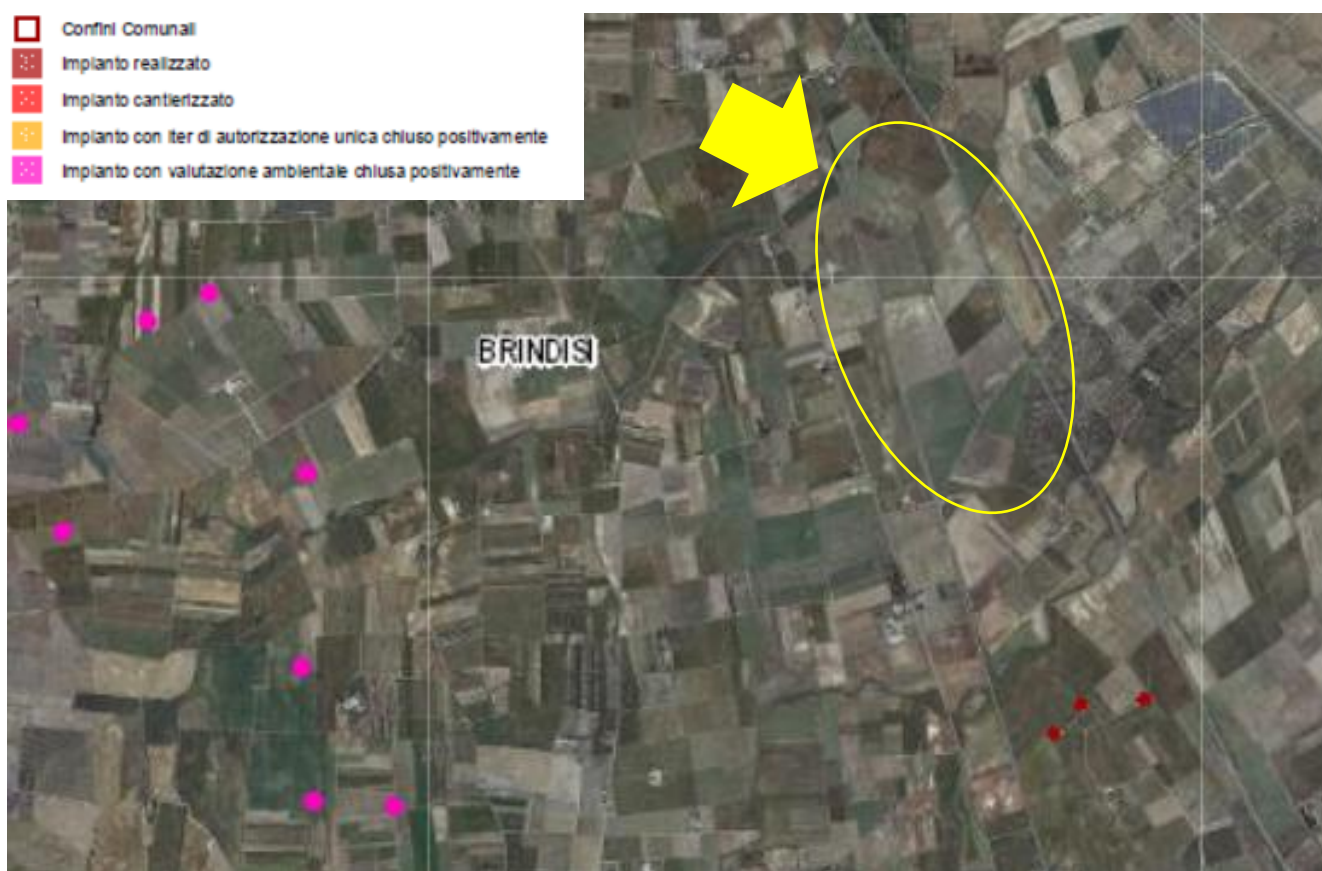 Confini Comunali
Impianto realizzato
Impianto cantierizzato
Impianto con iter di autorizzazione unica chiuso positivamente
Impianto con valutazione ambientale chiusa positivamente
BRINDISI